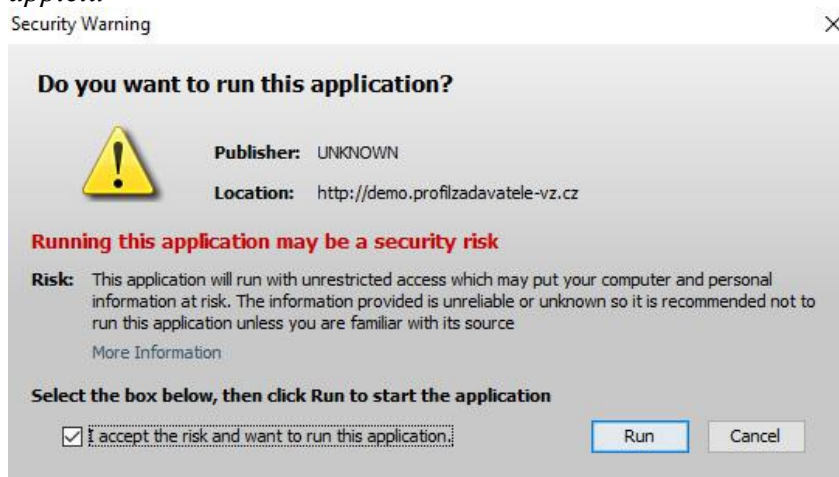 Security Warning
Do you want to run this application?
Publisher: UNKNOWN
Location: http://demo.profilzadavatele-vz.cz
Running this application may be a security risk
Risk: This application will run with unrestricted access which may put your computer and personal
information at risk. The information provided is unreliable or unknown so it is recommended not to
run this application unless you are familiar with its source
More Information
Select the box below, then click Run to start the application
I accept the risk and want to run this application.
Run
Cancel